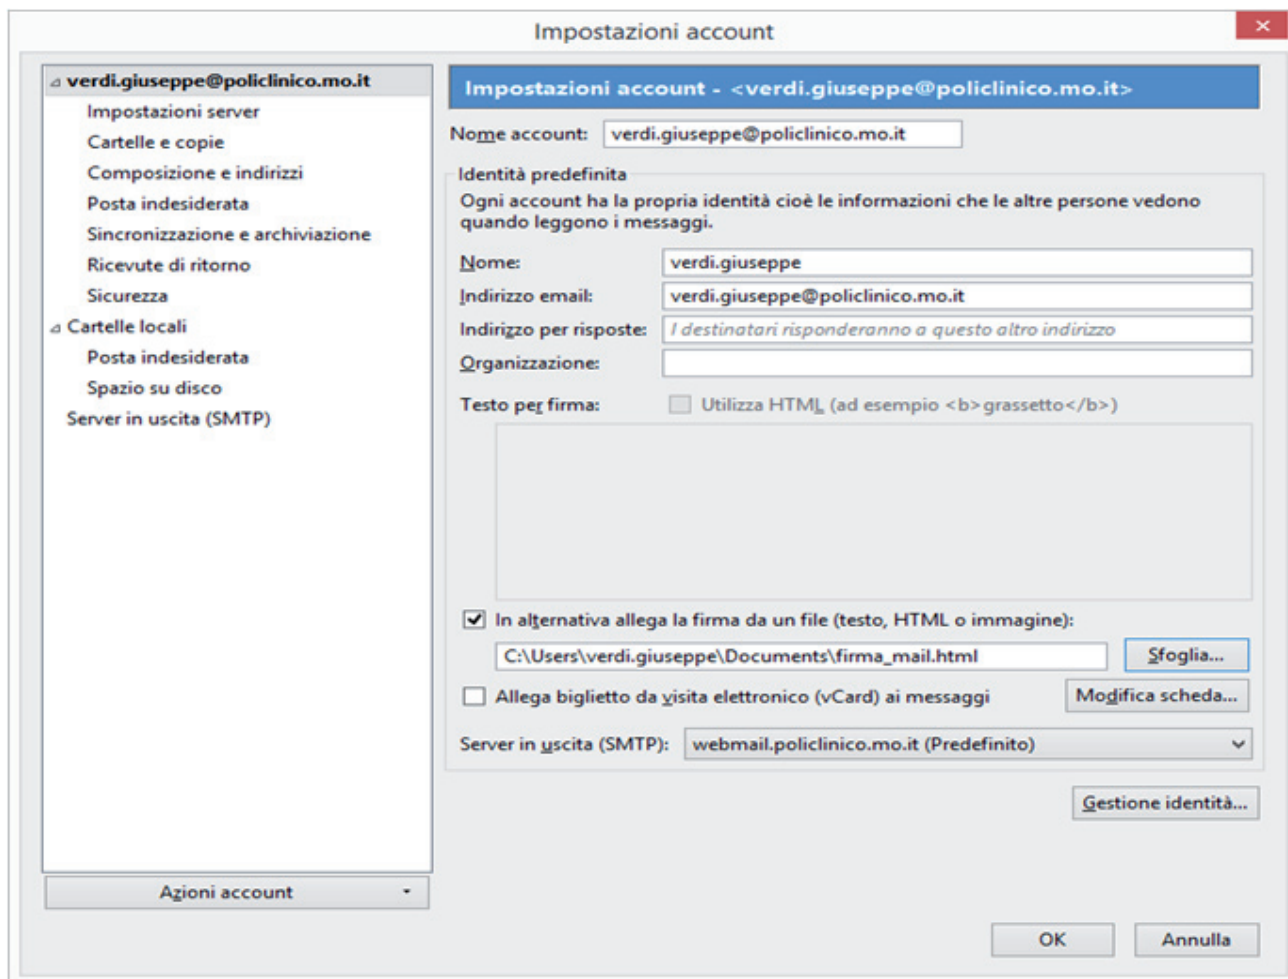 Impostazioni account
verdi.giuseppe@policlinico.mo.it
Impostazioni server
Cartelle e copie
Composizione e indirizzi
Posta indesiderata
Sincronizzazione e archiviazione
Ricevute di ritorno
Sicurezza
Cartelle locali
Posta indesiderata
Spazio su disco
Server in uscita (SMTP)
Azioni account
Impostazioni account - <verdi.giuseppe@policlinico.mo.it>
Nome account: verdi.giuseppe@policlinico.mo.it
Identità predefinita
Ogni account ha la propria identità cioè le informazioni che le altre persone vedono
quando leggono i messaggi.
Nome: verdi.giuseppe
Indirizzo email: verdi.giuseppe@policlinico.mo.it
Indirizzo per risposte: I destinatari risponderanno a questo altro indirizzo
Organizzazione:
Testo per firma: Utilizza HTML (ad esempio <b>grassetto</b>)
In alternativa allega la firma da un file (testo, HTML o immagine):
C:\Users\verdi.giuseppe\Documents\firma_mail.html Sfoglia...
Allega biglietto da visita elettronico (vCard) ai messaggi Modifica scheda...
Server in uscita (SMTP): webmail.policlinico.mo.it (Predefinito)
Gestione identità...
OK Annulla